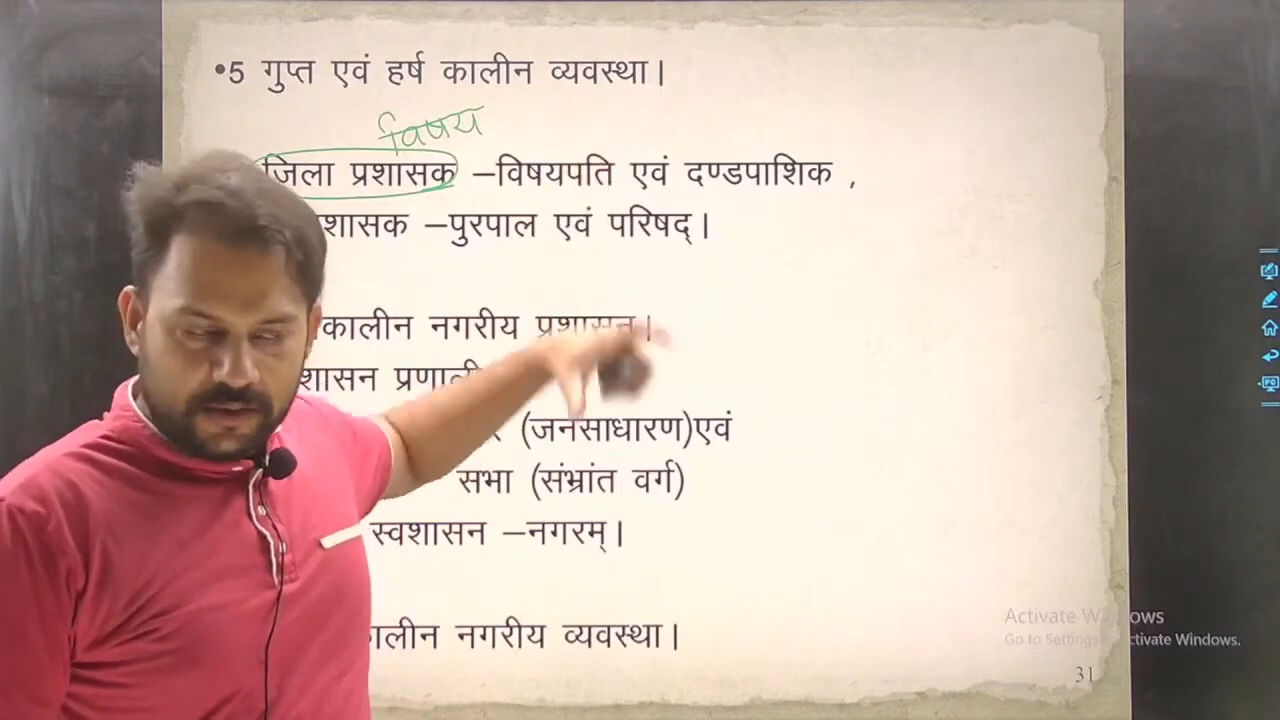 •5 गुप्त एवं हर्ष कालीन व्यवस्था।
विषय
जिला प्रशासक –विषयपति एवं दण्डपाशिक ,
शासक –पुरपाल एवं परिषद्।
कालीन नगरीय प्रशासन।
शासन
(जनसाधारण)एवं
सभा (संभ्रांत वर्ग)
स्वशासन –नगरम्।
नगरीय व्यवस्था।
Activate Windows
Go to Settings Activate Windows.
31